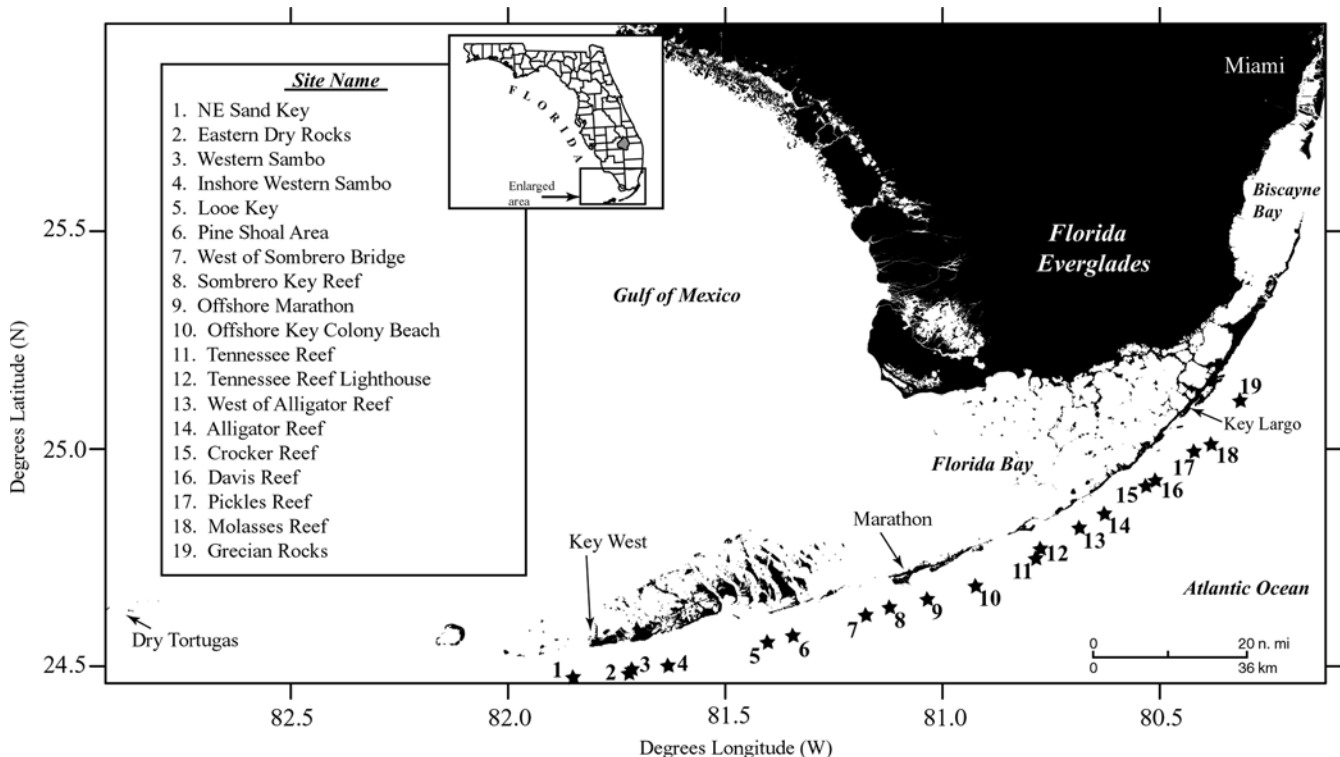 Site Name
1. NE Sand Key
2. Eastern Dry Rocks
3. Western Sambo
4. Inshore Western Sambo
5. Looe Key
6. Pine Shoal Area
7. West of Sombrero Bridge
8. Sombrero Key Reef
9. Offshore Marathon
10. Offshore Key Colony Beach
11. Tennessee Reef
12. Tennessee Reef Lighthouse
13. West of Alligator Reef
14. Alligator Reef
15. Crocker Reef
16. Davis Reef
17. Pickles Reef
18. Molasses Reef
19. Grecian Rocks
FLORIDA
Enlarged
area
Miami
Biscayne
Bay
Florida
Everglades
Gulf of Mexico
Florida Bay
Key Largo
Marathon
Key West
Dry Tortugas
Atlantic Ocean
1
2
3
4
5
6
7
8
9
10
11
12
13
14
15
16
17
18
19
0 20 n. mi
0 36 km
25.5
25.0
24.5
Degrees Latitude (N)
82.5 82.0 81.5 81.0 80.5
Degrees Longitude (W)